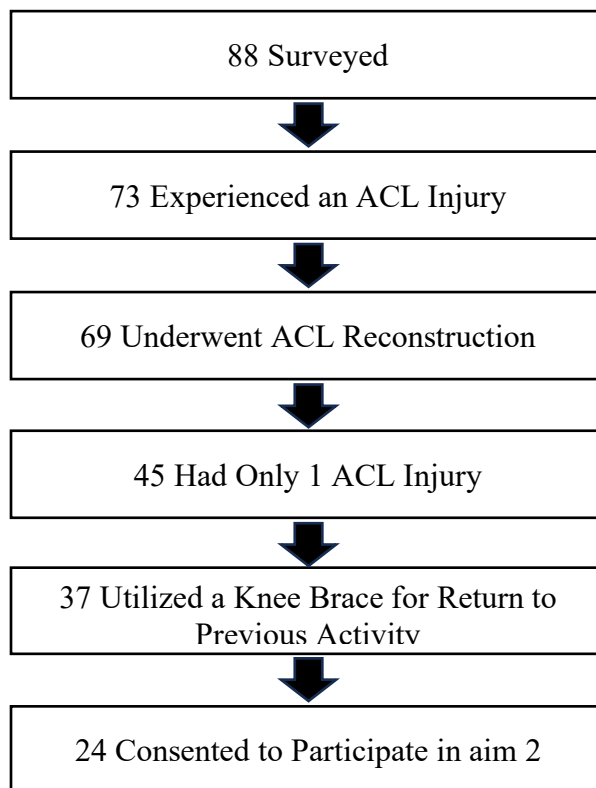 88 Surveyed
73 Experienced an ACL Injury
69 Underwent ACL Reconstruction
45 Had Only 1 ACL Injury
37 Utilized a Knee Brace for Return to
Previous Activity
24 Consented to Participate in aim 2